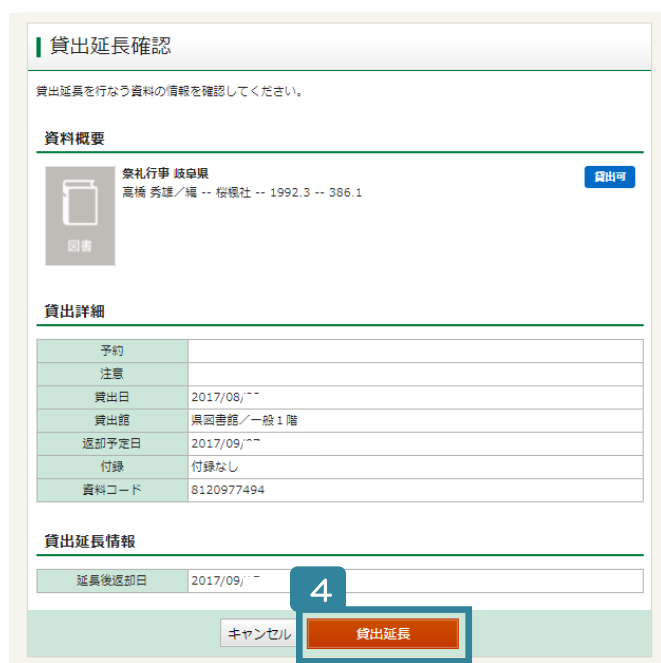 貸出延長確認
貸出延長を行なう資料の情報を確認してください。
資料概要
祭礼行事 岐阜県
貸出可
高橋 秀雄／編 -- 桜楓社 -- 1992.3 -- 386.1
図書
貸出詳細
予約
注意
貸出日 2017/08/
貸出館 県図書館／一般１階
返却予定日 2017/09/
付録 付録なし
資料コード 8120977494
貸出延長情報
延長後返却日 2017/09/
4
キャンセル 貸出延長